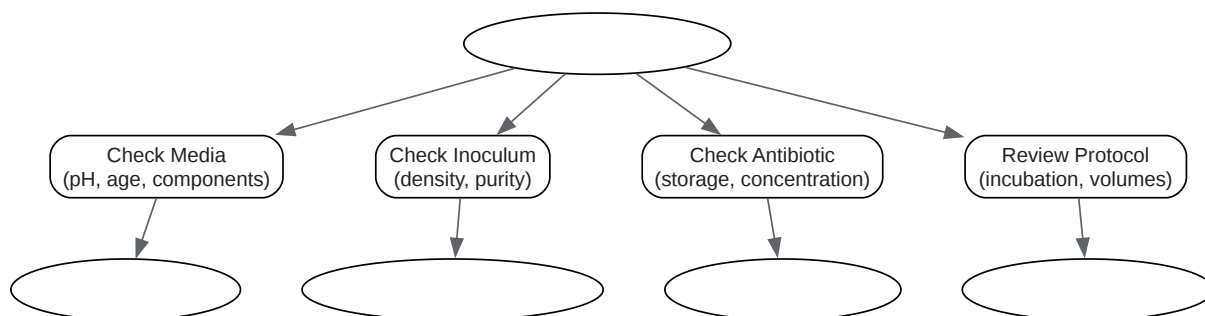 Check Media
(pH, age, components)
Check Inoculum
(density, purity)
Check Antibiotic
(storage, concentration)
Review Protocol
(incubation, volumes)